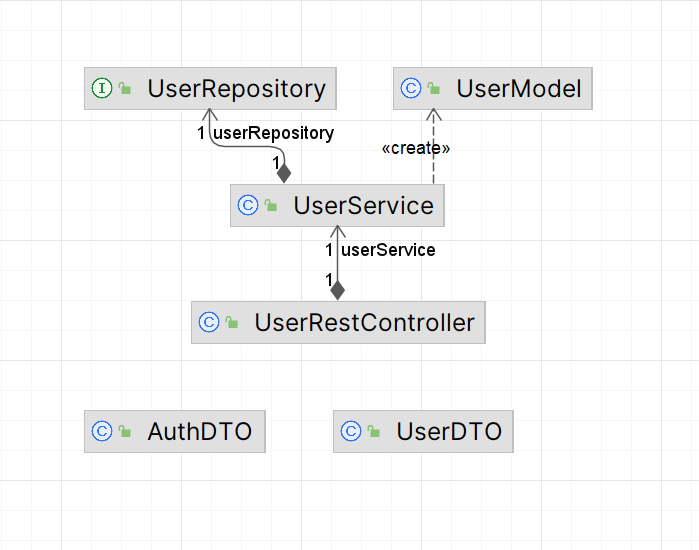 I UserRepository
C UserModel
1 userRepository
«create»
1
C UserService
1 userService
1
C UserRestController
C AuthDTO
C UserDTO